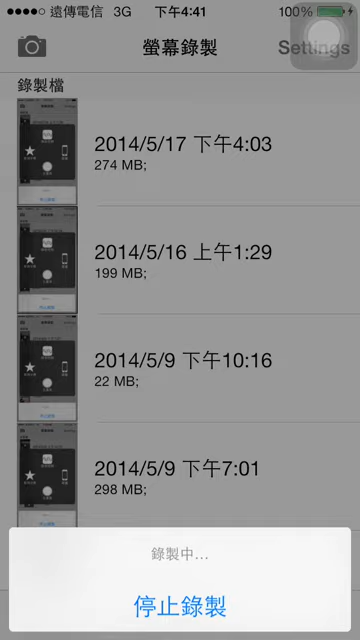 遠傳電信 3G 下午4:41 100%
螢幕錄製 Settings
錄製檔
2014/5/17 下午4:03
274 MB;
2014/5/16 上午1:29
199 MB;
2014/5/9 下午10:16
22 MB;
2014/5/9 下午7:01
298 MB;
錄製中...
停止錄製